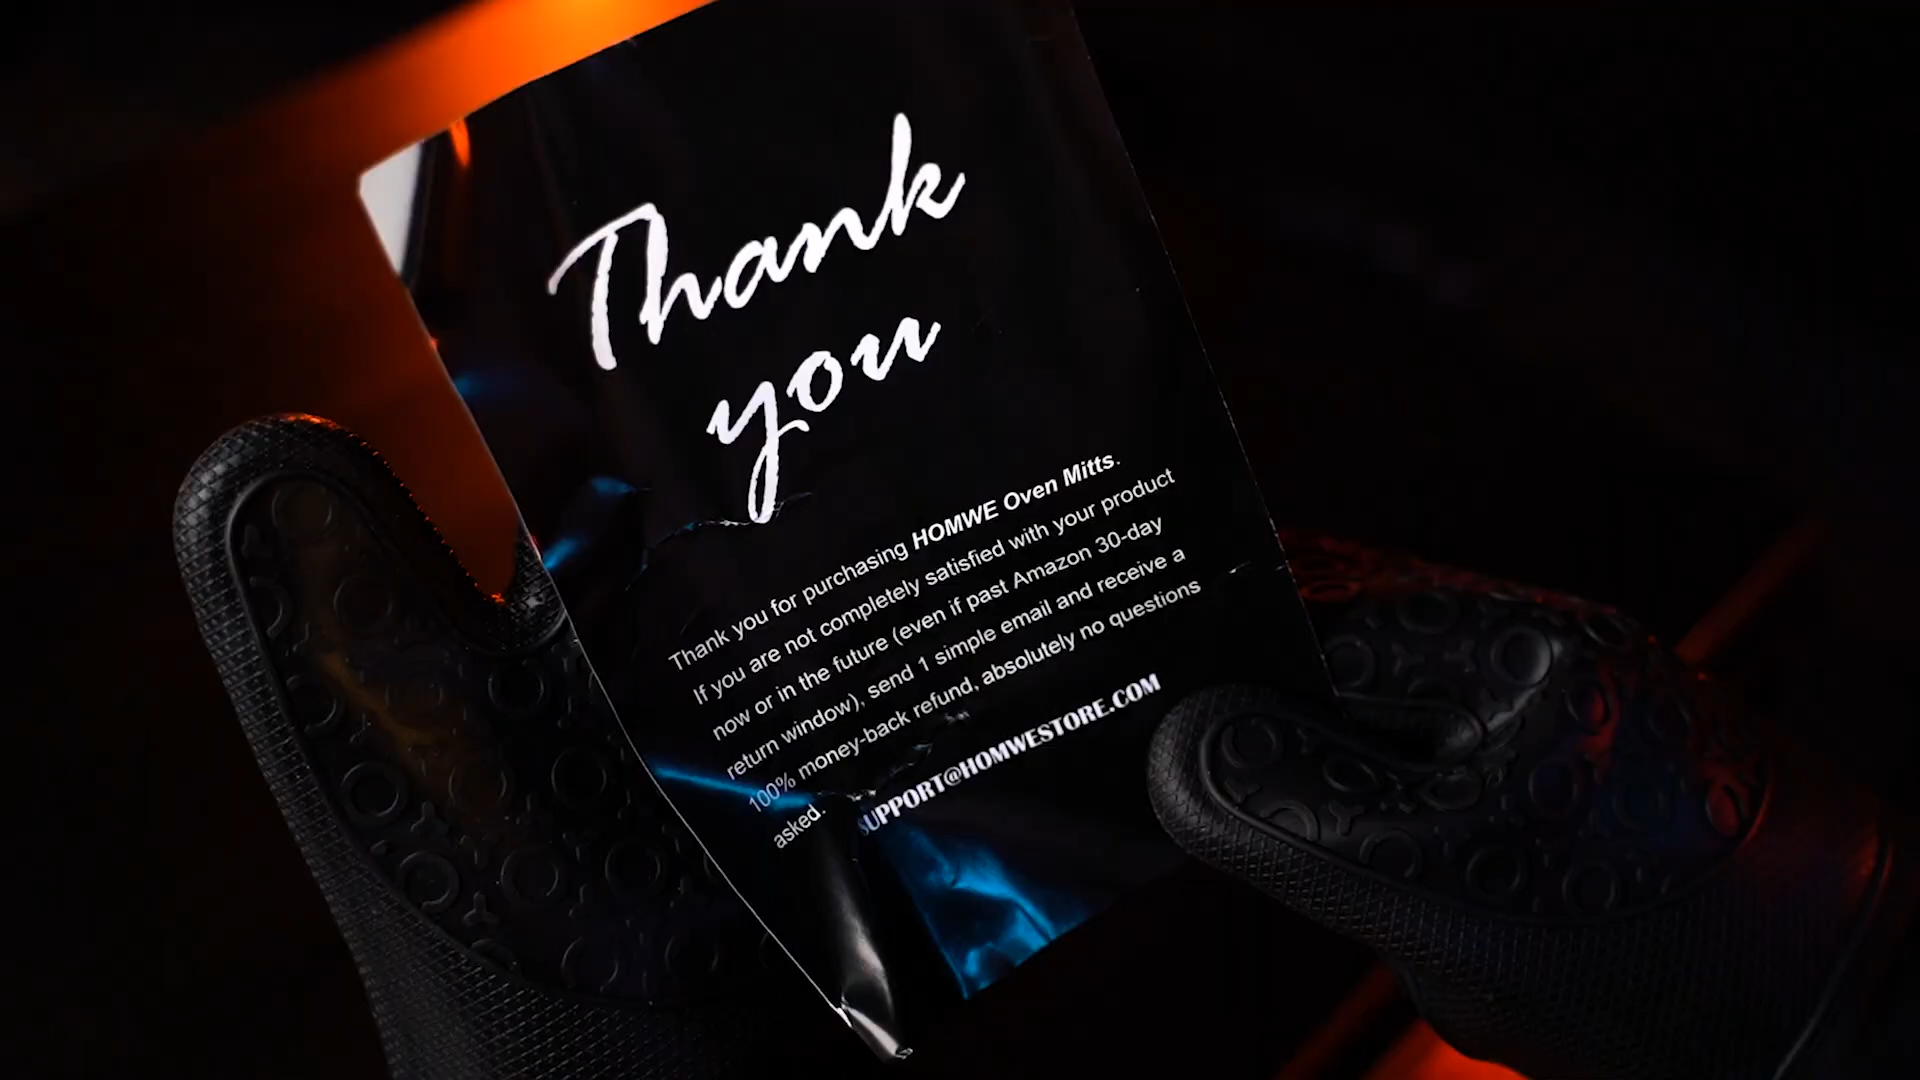 Thank
you
Thank you for purchasing HOMWE Oven Mitts.
If you are not completely satisfied with your product
now or in the future (even if past Amazon 30-day
return window), send 1 simple email and receive a
100% money-back refund, absolutely no questions
asked.
SUPPORT@HOMWESTORE.COM